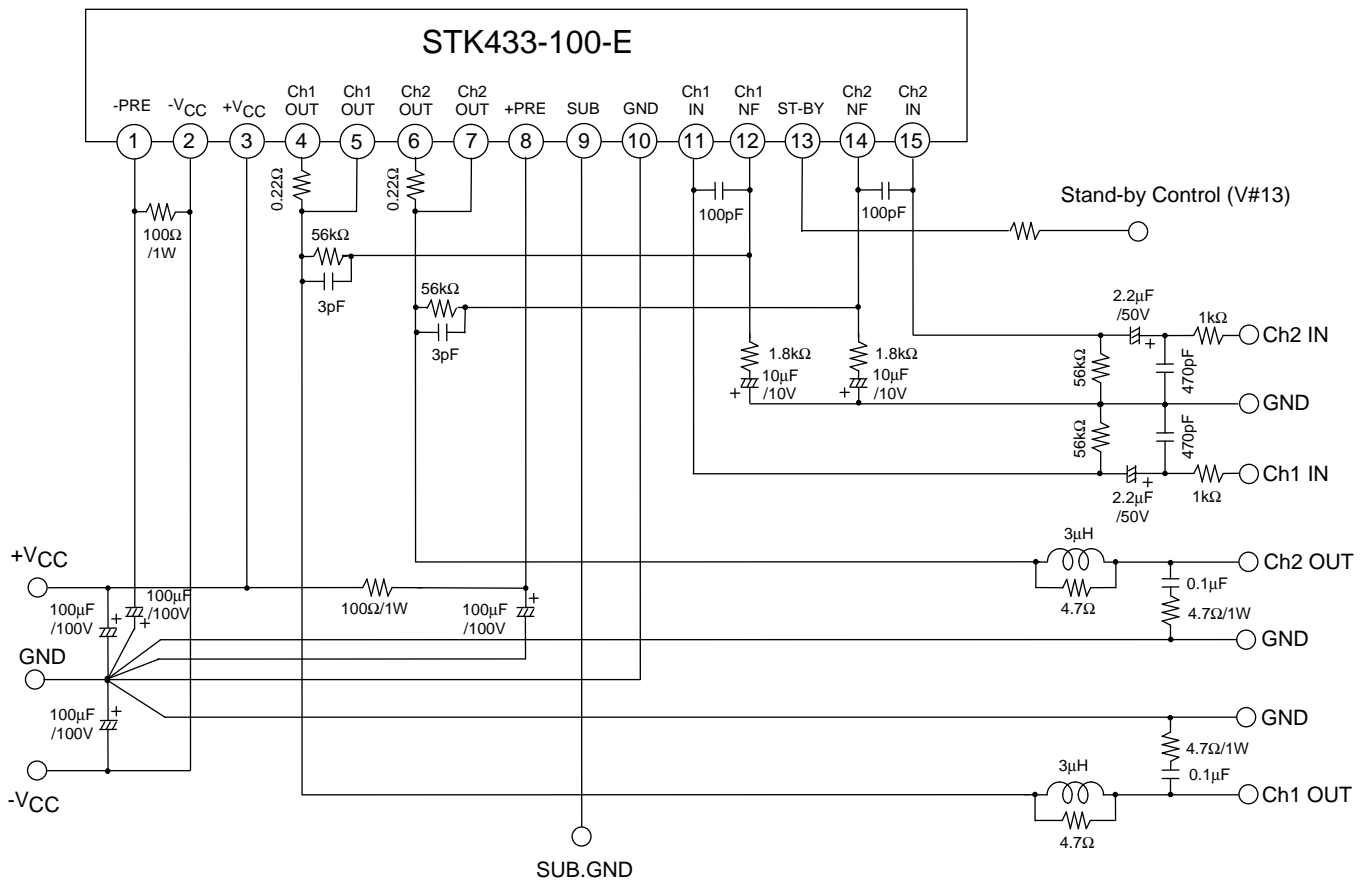 STK433-100-E
-PRE
-VCC
+VCC
Ch1
OUT
Ch1
OUT
Ch2
OUT
Ch2
OUT
+PRE
SUB
GND
Ch1
IN
Ch1
NF
ST-BY
Ch2
NF
Ch2
IN
1
2
3
4
5
6
7
8
9
10
11
12
13
14
15
0.22Ω
0.22Ω
100pF
100pF
Stand-by Control (V#13)
100Ω
/1W
56kΩ
3pF
56kΩ
3pF
2.2µF
/50V
1kΩ
Ch2 IN
1.8kΩ
10µF
/10V
+
1.8kΩ
10µF
/10V
+
56kΩ
+
470pF
GND
56kΩ
470pF
Ch1 IN
+
2.2µF
/50V
1kΩ
3µH
Ch2 OUT
4.7Ω
0.1µF
4.7Ω/1W
GND
+VCC
100µF
/100V
+
100µF
/100V
+
100Ω/1W
100µF
/100V
+
GND
100µF
/100V
+
-VCC
GND
4.7Ω/1W
0.1µF
3µH
Ch1 OUT
4.7Ω
SUB.GND